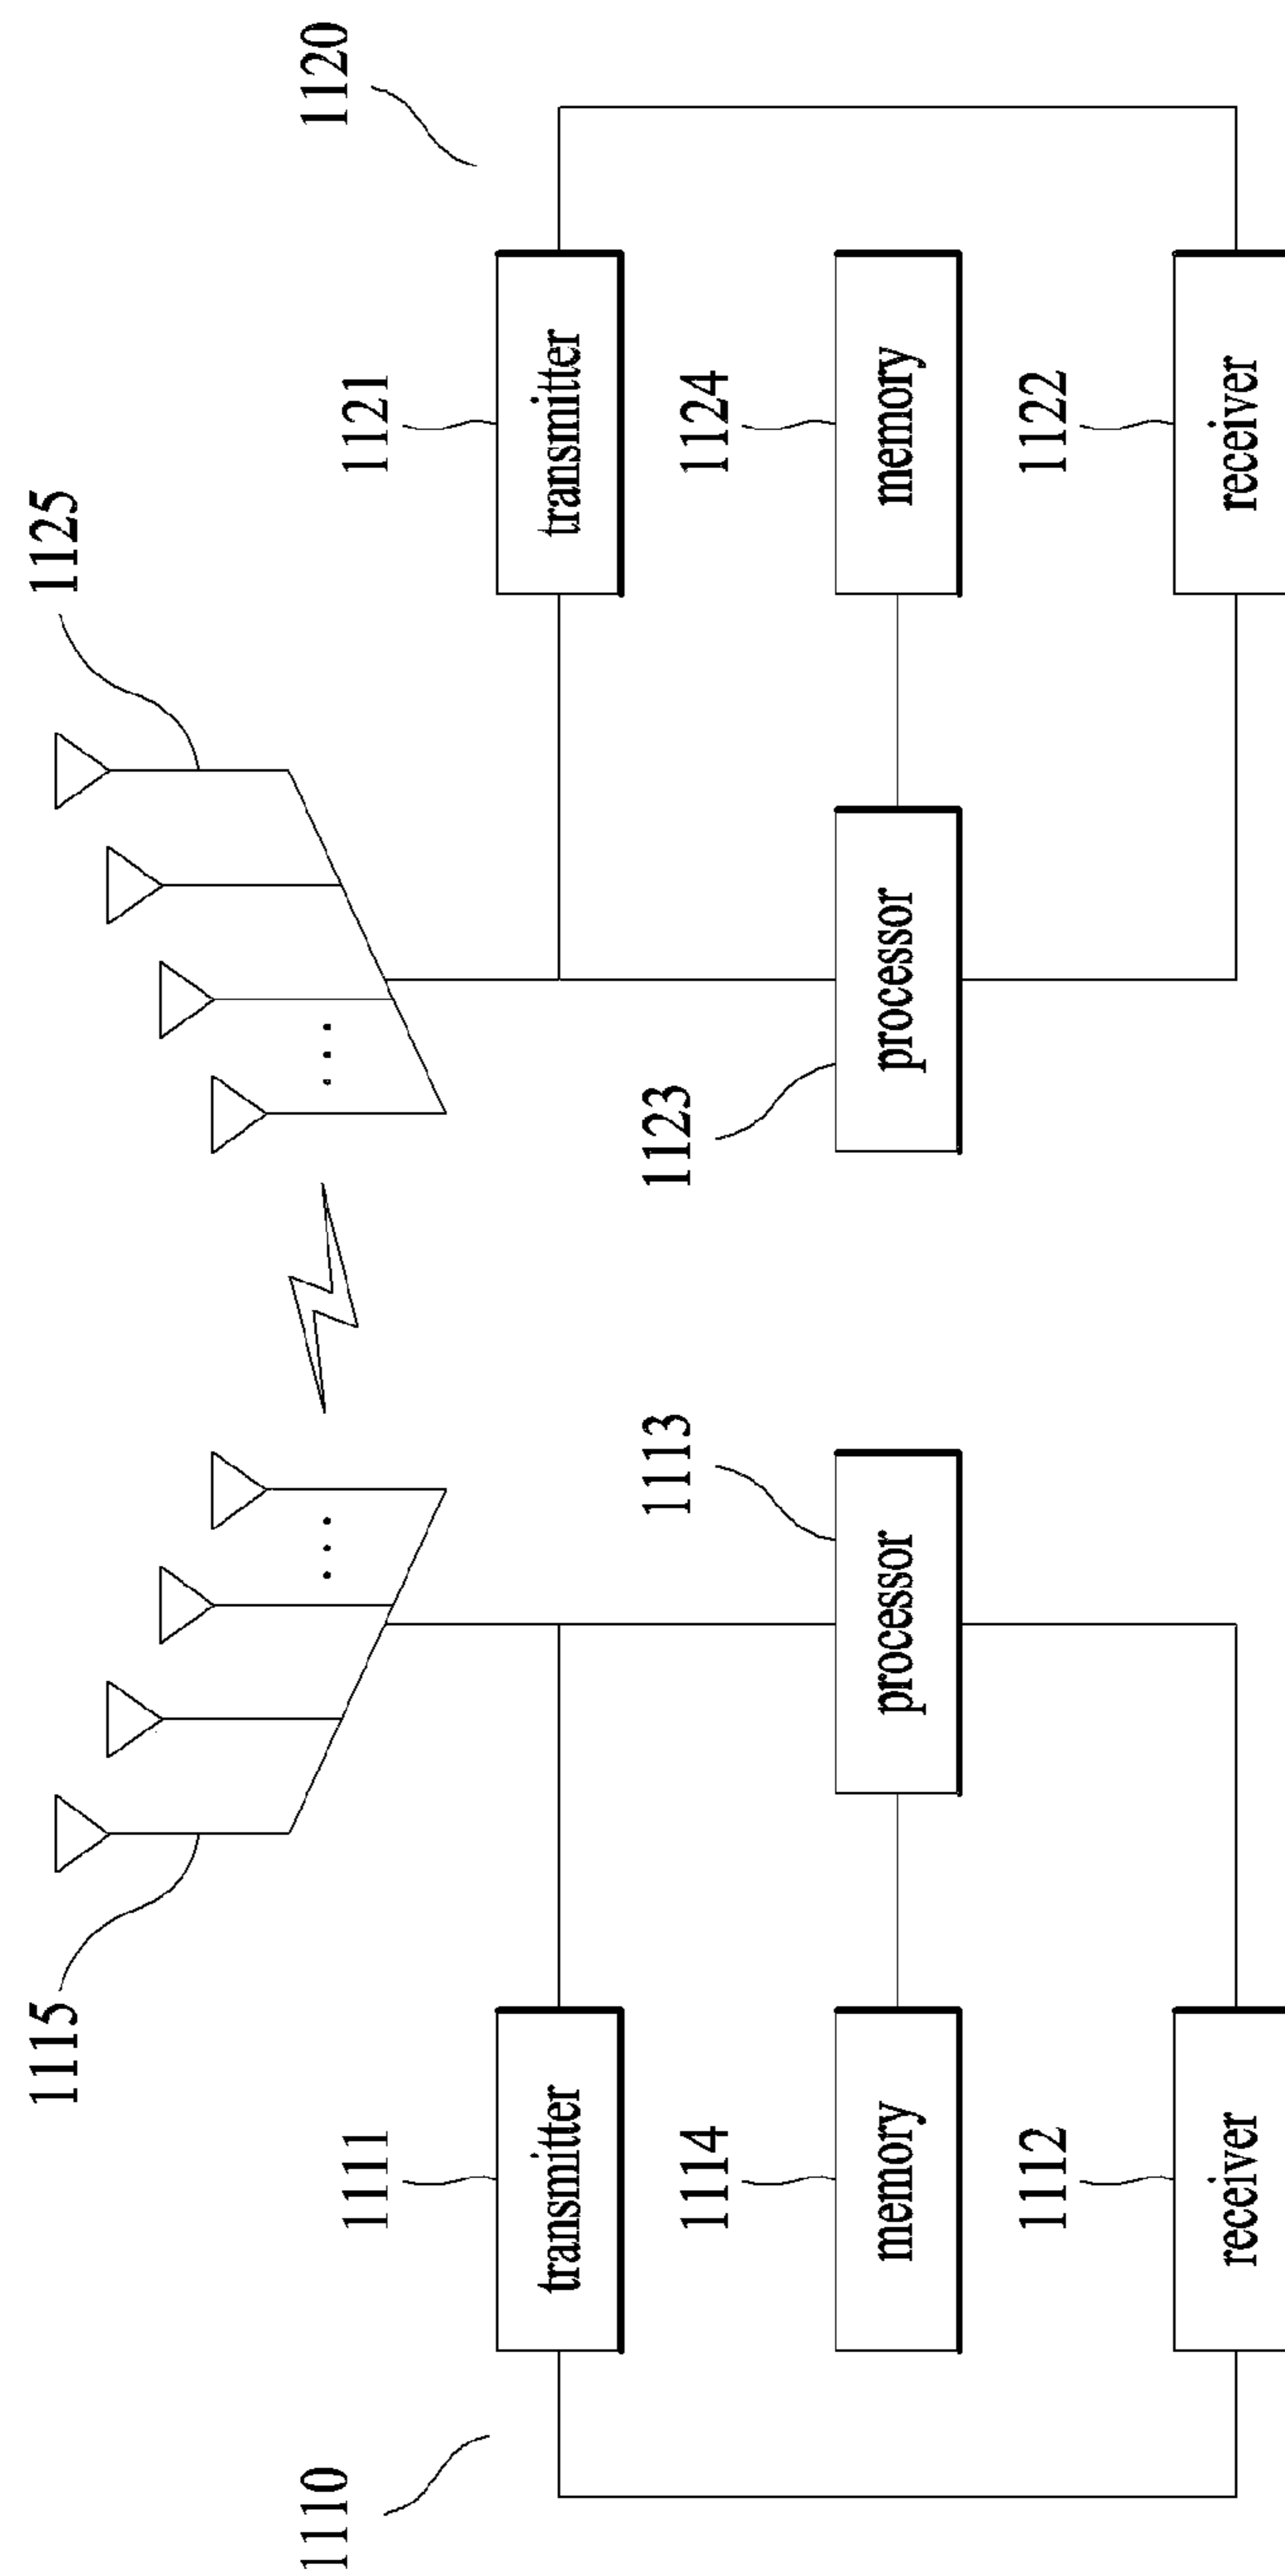 1110
1120
1115
1125
1111
transmitter
1121
transmitter
1113
1123
1114
memory
processor
processor
1124
memory
1112
receiver
1122
receiver